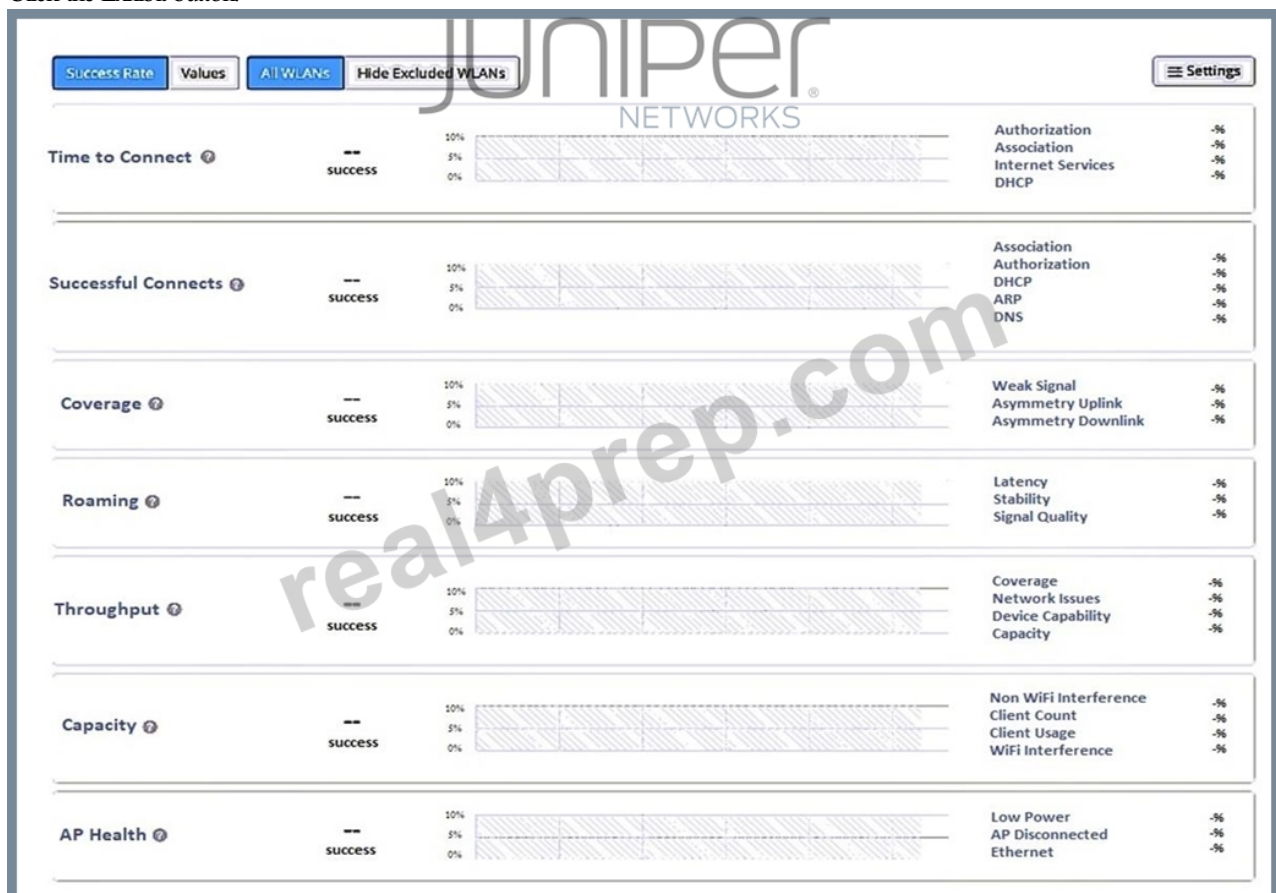 JUNIPER
NETWORKS
Success Rate Values All WLANs Hide Excluded WLANs Settings
Time to Connect
--
success
10%
5%
0%
Authorization -%
Association -%
Internet Services -%
DHCP -%
Successful Connects
--
success
10%
5%
0%
Association -%
Authorization -%
DHCP -%
ARP -%
DNS -%
Coverage
--
success
10%
5%
0%
Weak Signal -%
Asymmetry Uplink -%
Asymmetry Downlink -%
Roaming
--
success
10%
5%
0%
Latency -%
Stability -%
Signal Quality -%
Throughput
--
success
10%
5%
0%
Coverage -%
Network Issues -%
Device Capability -%
Capacity -%
Capacity
--
success
10%
5%
0%
Non WiFi Interference -%
Client Count -%
Client Usage -%
WiFi Interference -%
AP Health
--
success
10%
5%
0%
Low Power -%
AP Disconnected -%
Ethernet -%
real4prep.com